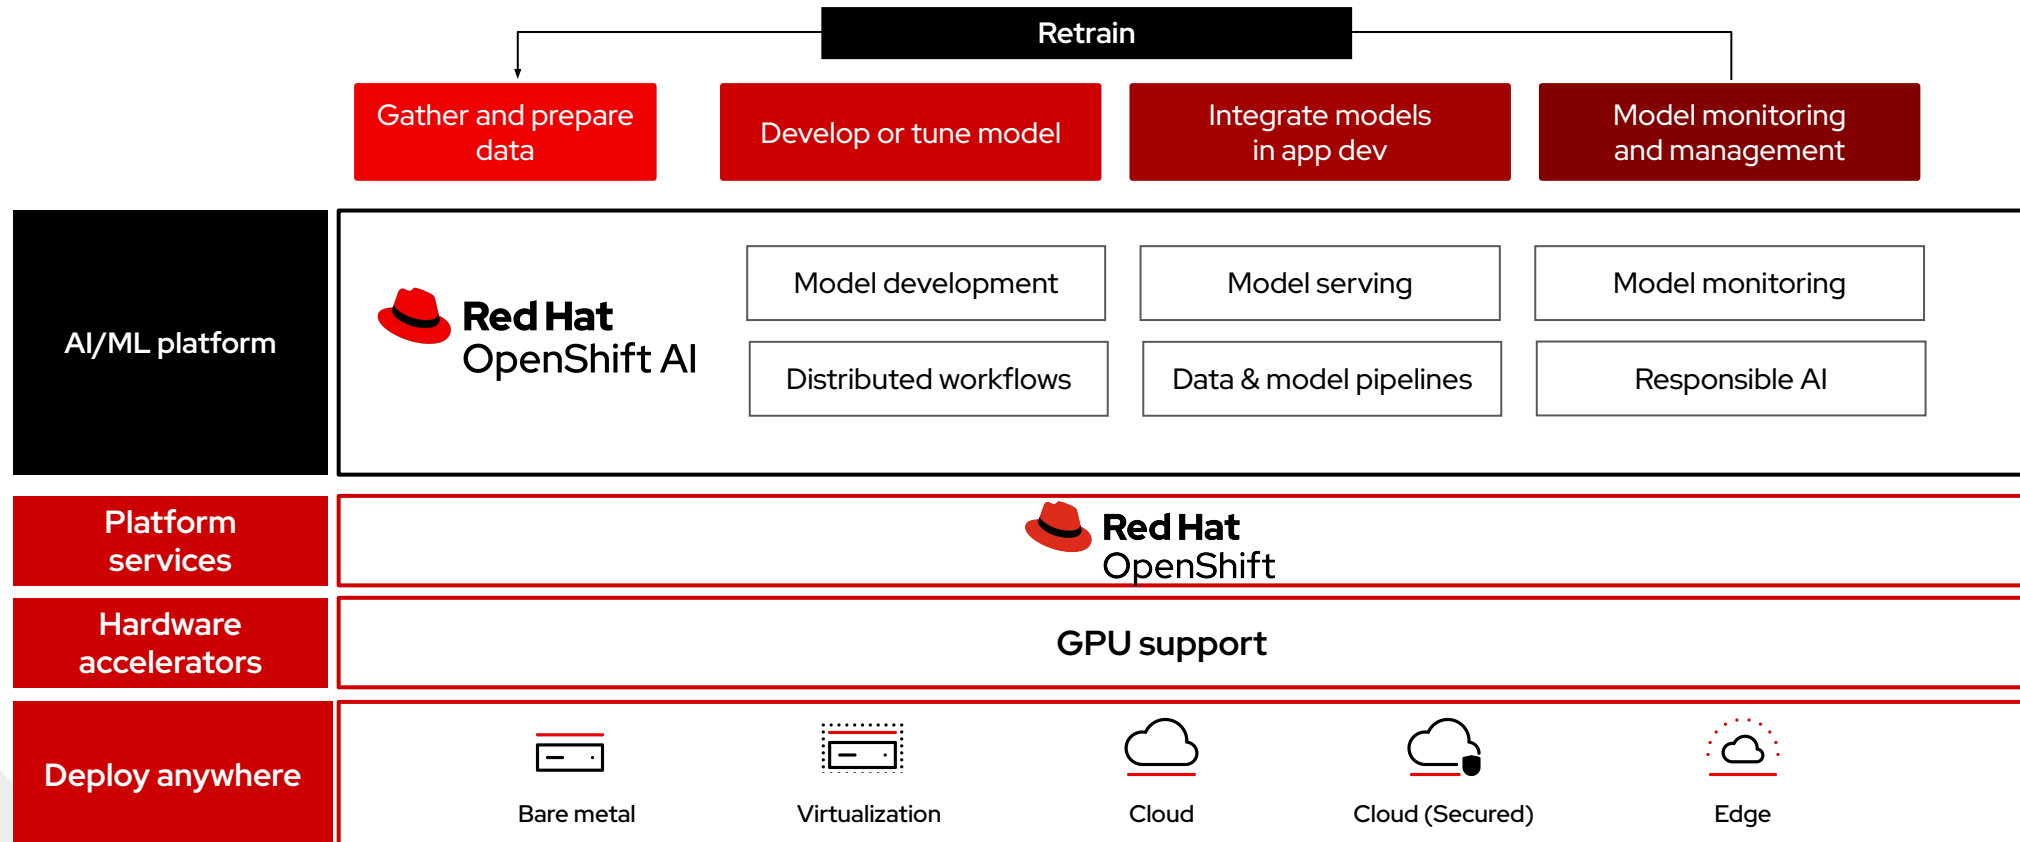 Retrain
Gather and prepare
data
Develop or tune model
Integrate models
in app dev
Model monitoring
and management
AI/ML platform
Red Hat
OpenShift AI
Model development
Model serving
Model monitoring
Distributed workflows
Data & model pipelines
Responsible AI
Platform
services
Red Hat
OpenShift
Hardware
accelerators
GPU support
Deploy anywhere
Bare metal
Virtualization
Cloud
Cloud (Secured)
Edge